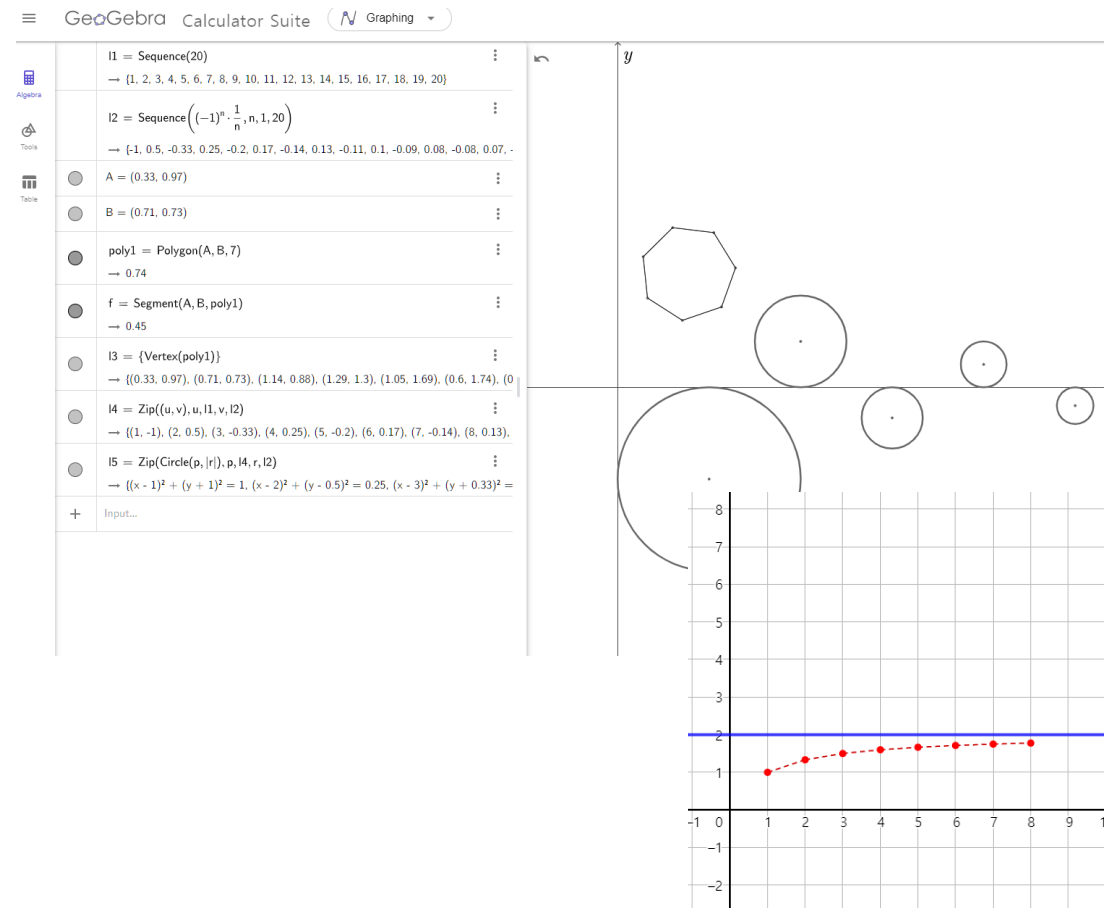 GeoGebra Calculator Suite Graphing
Algebra
Tools
Table
l1 = Sequence(20)
→ {1, 2, 3, 4, 5, 6, 7, 8, 9, 10, 11, 12, 13, 14, 15, 16, 17, 18, 19, 20}
l2 = Sequence((−1)ⁿ · 1/n, n, 1, 20)
→ {-1, 0.5, -0.33, 0.25, -0.2, 0.17, -0.14, 0.13, -0.11, 0.1, -0.09, 0.08, -0.08, 0.07, -
A = (0.33, 0.97)
B = (0.71, 0.73)
poly1 = Polygon(A, B, 7)
→ 0.74
f = Segment(A, B, poly1)
→ 0.45
l3 = {Vertex(poly1)}
→ {(0.33, 0.97), (0.71, 0.73), (1.14, 0.88), (1.29, 1.3), (1.05, 1.69), (0.6, 1.74), (0
l4 = Zip((u, v), u, l1, v, l2)
→ {(1, -1), (2, 0.5), (3, -0.33), (4, 0.25), (5, -0.2), (6, 0.17), (7, -0.14), (8, 0.13),
l5 = Zip(Circle(p, |r|), p, l4, r, l2)
→ {(x - 1)² + (y + 1)² = 1, (x - 2)² + (y - 0.5)² = 0.25, (x - 3)² + (y + 0.33)² =
+ Input...
y
8
7
6
5
4
3
2
1
−1 0 1 2 3 4 5 6 7 8 9 1
−1
−2